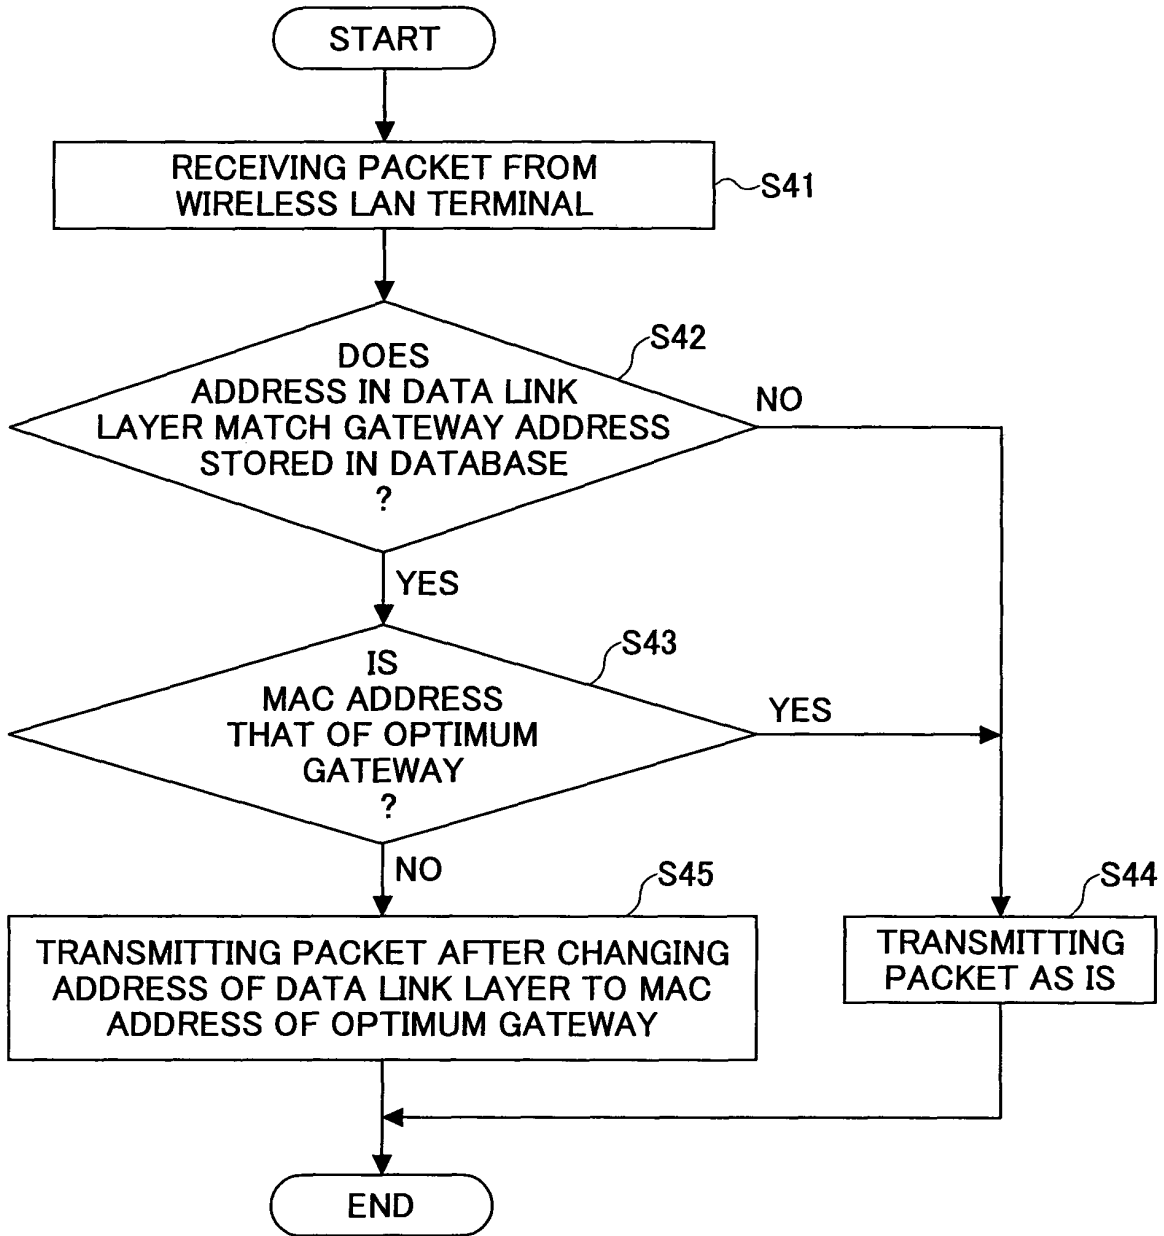 START
RECEIVING PACKET FROM
WIRELESS LAN TERMINAL
S41
S42
DOES
ADDRESS IN DATA LINK
LAYER MATCH GATEWAY ADDRESS
STORED IN DATABASE
?
NO
YES
S43
IS
MAC ADDRESS
THAT OF OPTIMUM
GATEWAY
?
YES
NO
S45
TRANSMITTING PACKET AFTER CHANGING
ADDRESS OF DATA LINK LAYER TO MAC
ADDRESS OF OPTIMUM GATEWAY
S44
TRANSMITTING
PACKET AS IS
END